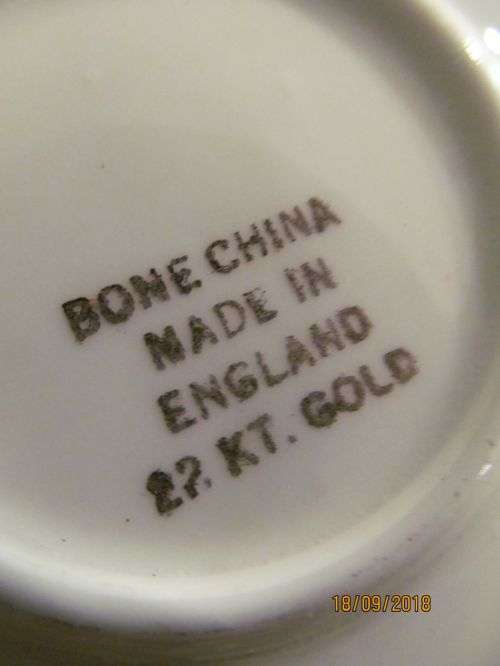 BONE CHINA
MADE IN
ENGLAND
22. KT. GOLD
18/09/2018